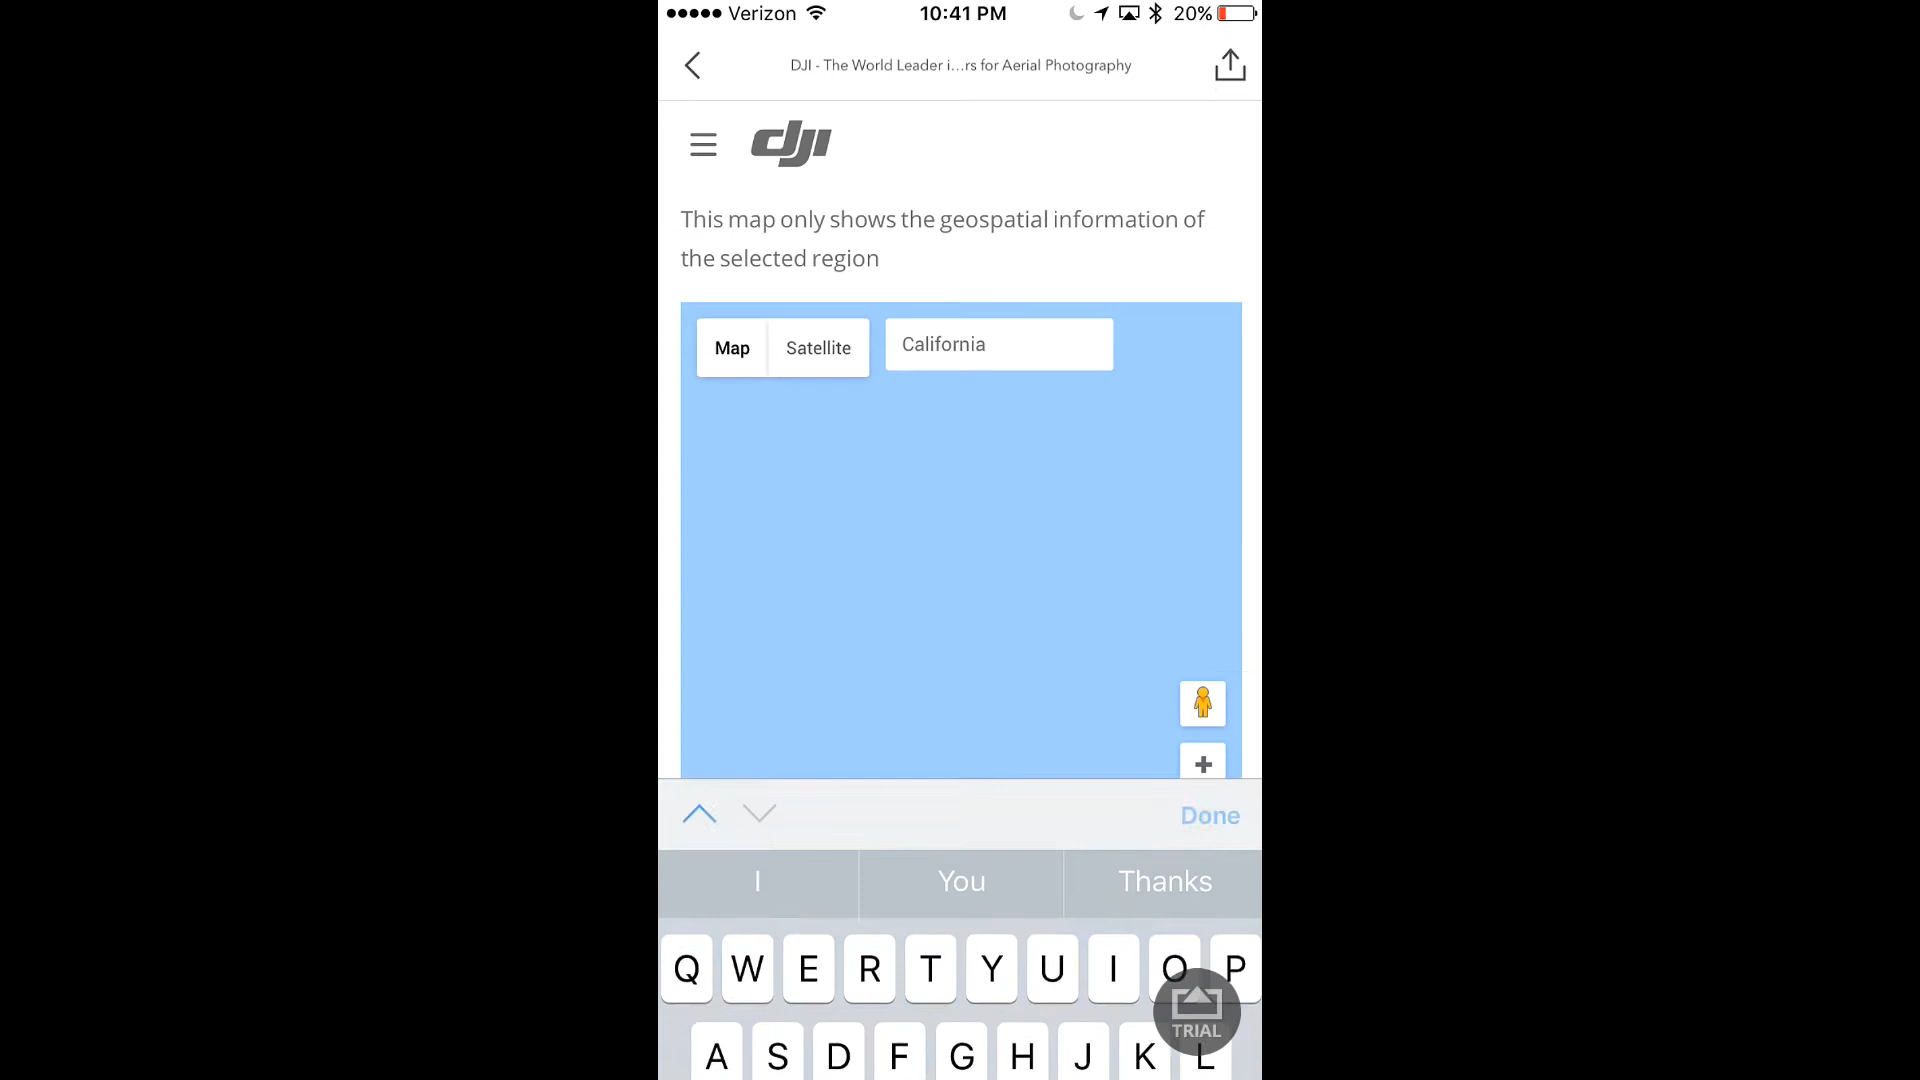 Verizon 10:41 PM 20%
DJI - The World Leader i...rs for Aerial Photography
dji
This map only shows the geospatial information of
the selected region
Map Satellite California
Done
I You Thanks
Q W E R T Y U I O P
TRIAL
A S D F G H J K L